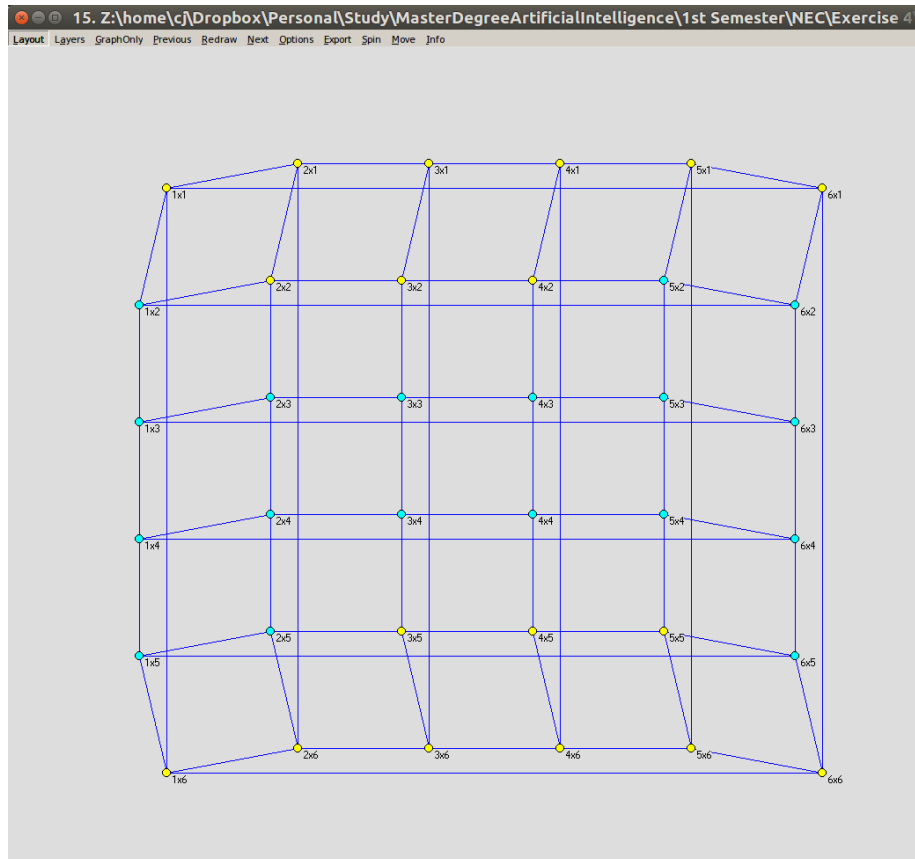 15. Z:\home\cj\Dropbox\Personal\Study\MasterDegreeArtificialIntelligence\1st Semester\NEC\Exercise 4
Layout Layers GraphOnly Previous Redraw Next Options Export Spin Move Info
2x1 3x1 4x1 5x1
1x1 6x1
2x2 3x2 4x2 5x2
1x2 6x2
2x3 3x3 4x3 5x3
1x3 6x3
2x4 3x4 4x4 5x4
1x4 6x4
2x5 3x5 4x5 5x5
1x5 6x5
2x6 3x6 4x6 5x6
1x6 6x6